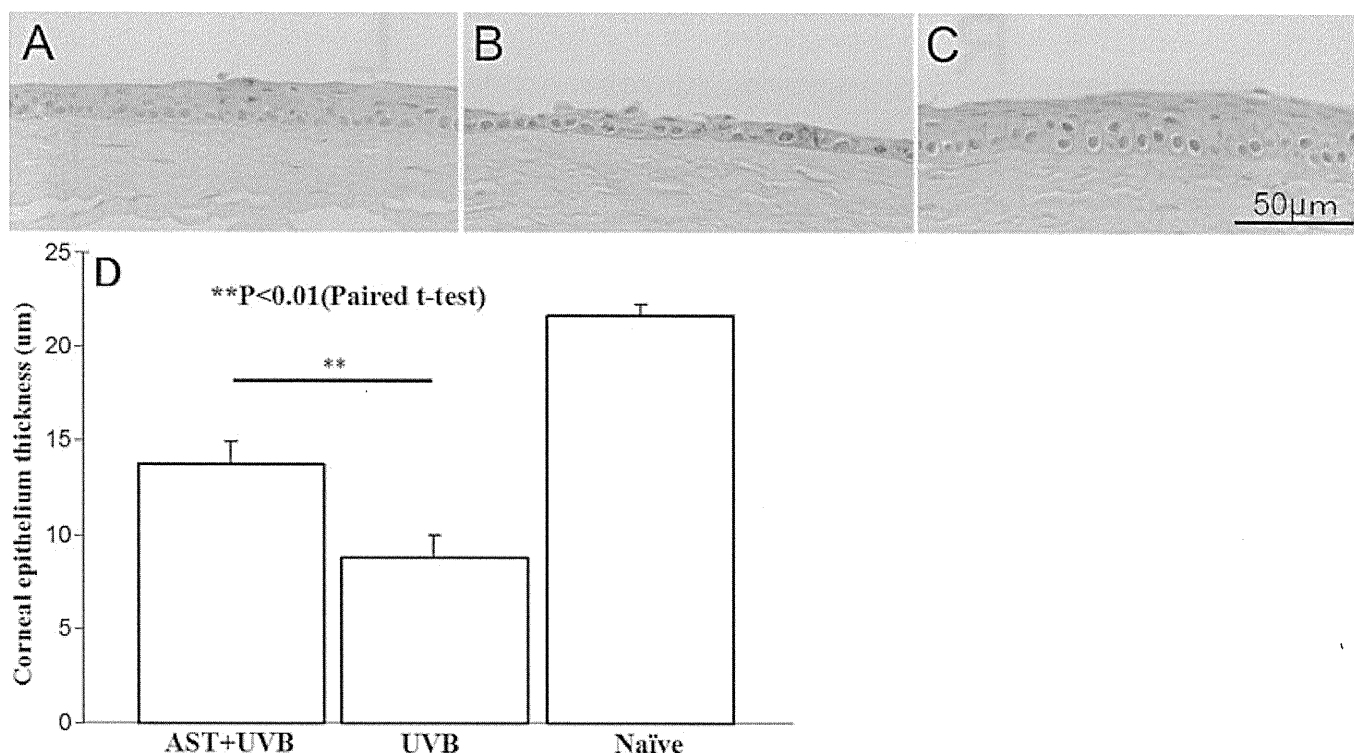 A
B
C
50μm
D
**P<0.01(Paired t-test)
**
Corneal epithelium thickness (um)
25
20
15
10
5
0
AST+UVB
UVB
Naïve